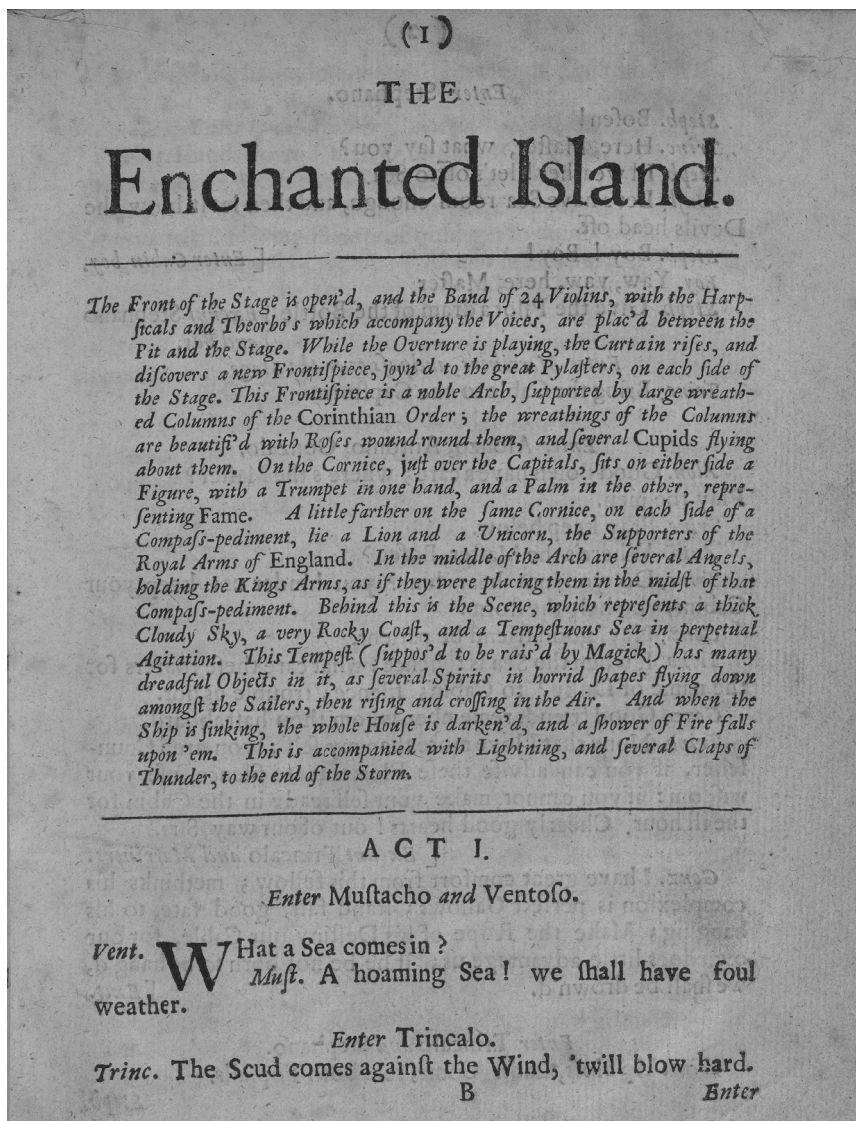 (1)
THE
Enchanted Island.
The Front of the Stage is open'd, and the Band of 24 Violins, with the Harp-
ſicals and Theorbo's which accompany the Voices, are plac'd between the
Pit and the Stage. While the Overture is playing, the Curtain riſes, and
diſcovers a new Frontiſpiece, joyn'd to the great Pylaſters, on each ſide of
the Stage. This Frontiſpiece is a noble Arch, ſupported by large wreath-
ed Columns of the Corinthian Order; the wreathings of the Columns
are beautifi'd with Roſes wound round them, and ſeveral Cupids flying
about them. On the Cornice, juſt over the Capitals, ſits on either ſide a
Figure, with a Trumpet in one hand, and a Palm in the other, repre-
ſenting Fame. A little farther on the ſame Cornice, on each ſide of a
Compaſs-pediment, lie a Lion and a Unicorn, the Supporters of the
Royal Arms of England. In the middle of the Arch are ſeveral Angels,
holding the Kings Arms, as if they were placing them in the midſt of that
Compaſs-pediment. Behind this is the Scene, which repreſents a thick
Cloudy Sky, a very Rocky Coaſt, and a Tempeſtuous Sea in perpetual
Agitation. This Tempeſt (ſuppos'd to be rais'd by Magick) has many
dreadful Objects in it, as ſeveral Spirits in horrid ſhapes flying down
amongſt the Sailers, then riſing and croſſing in the Air. And when the
Ship is ſinking, the whole Houſe is darken'd, and a ſhower of Fire falls
upon 'em. This is accompanied with Lightning, and ſeveral Claps of
Thunder, to the end of the Storm.
ACT I.
Enter Muſtacho and Ventoſo.
Vent. WHat a Sea comes in?
Muſt. A hoaming Sea! we ſhall have foul
weather.
Enter Trincalo.
Trinc. The Scud comes againſt the Wind, 'twill blow hard.
B Enter